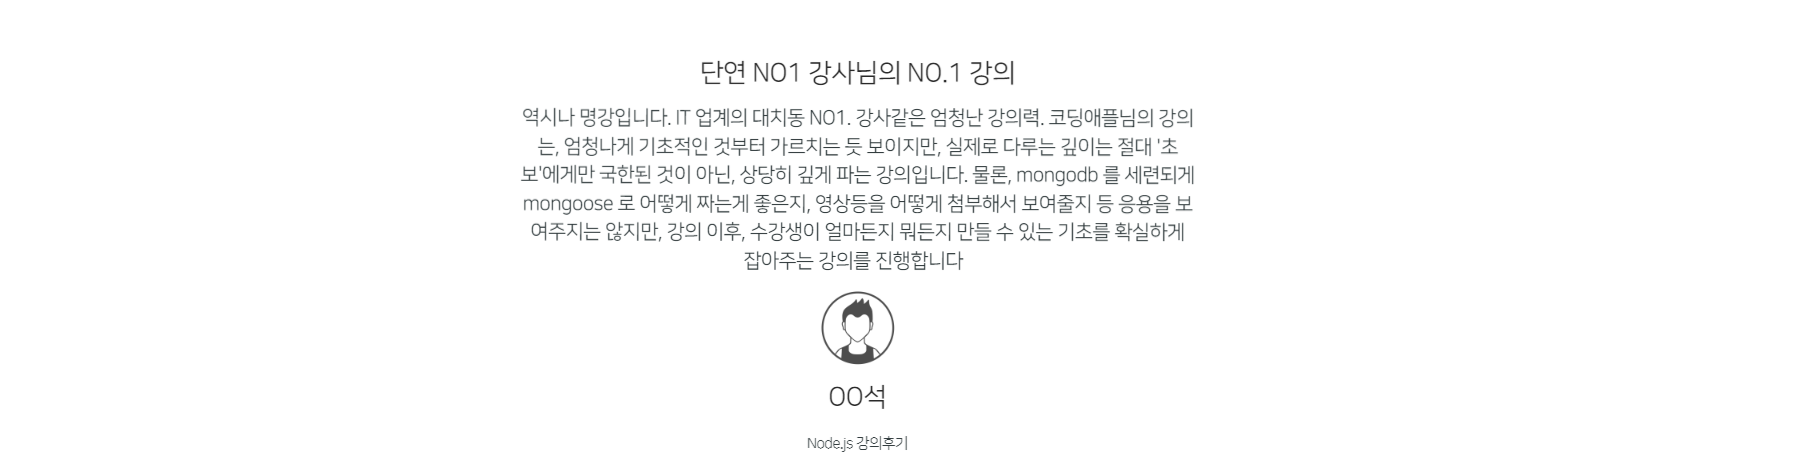 단연 NO1 강사님의 NO.1 강의
역시나 명강입니다. IT 업계의 대치동 NO1. 강사같은 엄청난 강의력. 코딩애플님의 강의
는, 엄청나게 기초적인 것부터 가르치는 듯 보이지만, 실제로 다루는 깊이는 절대 '초
보'에게만 국한된 것이 아닌, 상당히 깊게 파는 강의입니다. 물론, mongodb 를 세련되게
mongoose 로 어떻게 짜는게 좋은지, 영상등을 어떻게 첨부해서 보여줄지 등 응용을 보
여주지는 않지만, 강의 이후, 수강생이 얼마든지 뭐든지 만들 수 있는 기초를 확실하게
잡아주는 강의를 진행합니다
OO석
Node.js 강의후기